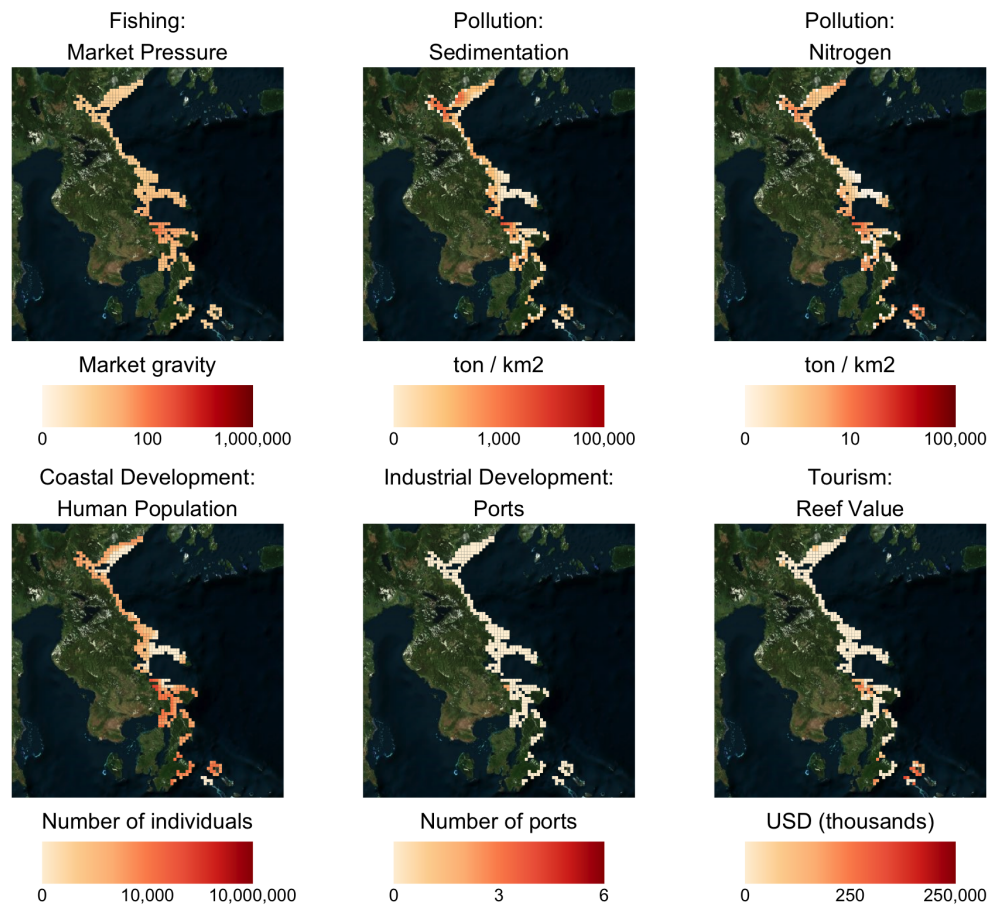 Fishing:
Market Pressure
Pollution:
Sedimentation
Pollution:
Nitrogen
Market gravity
0 100 1,000,000
ton / km2
0 1,000 100,000
ton / km2
0 10 100,000
Coastal Development:
Human Population
Industrial Development:
Ports
Tourism:
Reef Value
Number of individuals
0 10,000 10,000,000
Number of ports
0 3 6
USD (thousands)
0 250 250,000